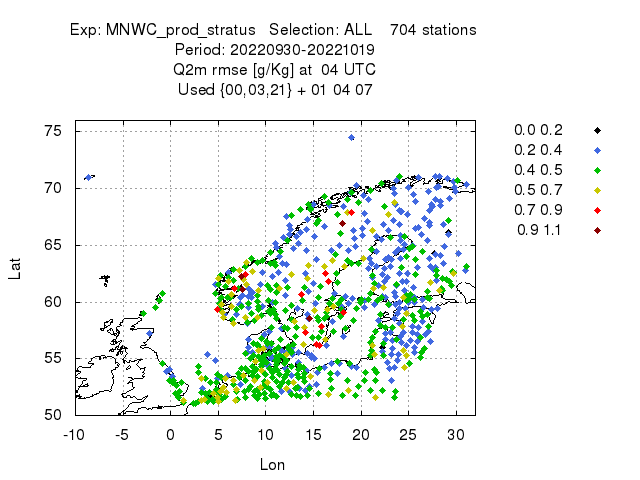 Exp: MNWC_prod_stratus   Selection: ALL    704 stations
Period: 20220930-20221019
Q2m rmse [g/Kg] at  04 UTC
Used {00,03,21} + 01 04 07
0.0 0.2
0.2 0.4
0.4 0.5
0.5 0.7
0.7 0.9
0.9 1.1
Lat
75
70
65
60
55
50
-10 -5 0 5 10 15 20 25 30
Lon